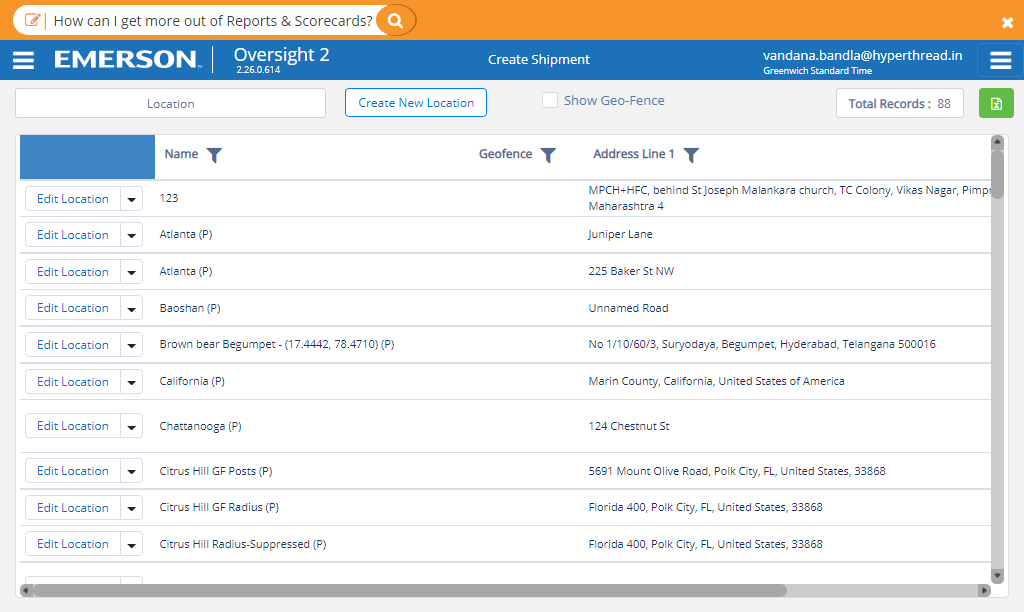 How can I get more out of Reports & Scorecards?
EMERSON™ Oversight 2
2.26.0.614
Create Shipment
vandana.bandla@hyperthread.in
Greenwich Standard Time
Location
Create New Location
Show Geo-Fence
Total Records : 88
Name Geofence Address Line 1
Edit Location 123 MPCH+HFC, behind St Joseph Malankara church, TC Colony, Vikas Nagar, Pimpr
Maharashtra 4
Edit Location Atlanta (P) Juniper Lane
Edit Location Atlanta (P) 225 Baker St NW
Edit Location Baoshan (P) Unnamed Road
Edit Location Brown bear Begumpet - (17.4442, 78.4710) (P) No 1/10/60/3, Suryodaya, Begumpet, Hyderabad, Telangana 500016
Edit Location California (P) Marin County, California, United States of America
Edit Location Chattanooga (P) 124 Chestnut St
Edit Location Citrus Hill GF Posts (P) 5691 Mount Olive Road, Polk City, FL, United States, 33868
Edit Location Citrus Hill GF Radius (P) Florida 400, Polk City, FL, United States, 33868
Edit Location Citrus Hill Radius-Suppressed (P) Florida 400, Polk City, FL, United States, 33868